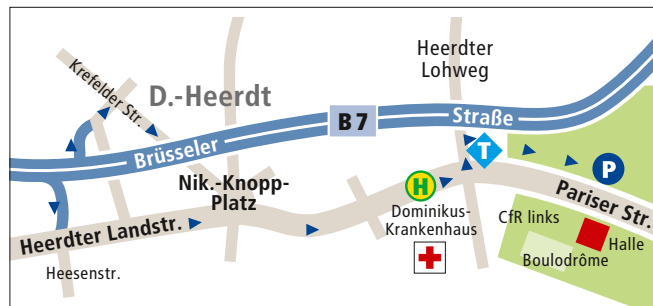 Heerdter
Lohweg
Krefelder Str.
D.-Heerdt
B 7
Straße
Brüsseler
T
P
Nik.-Knopp-
Platz
H
Pariser Str.
Heerdter Landstr.
Dominikus-
Krankenhaus
CfR links
Halle
Boulodrôme
Heesenstr.